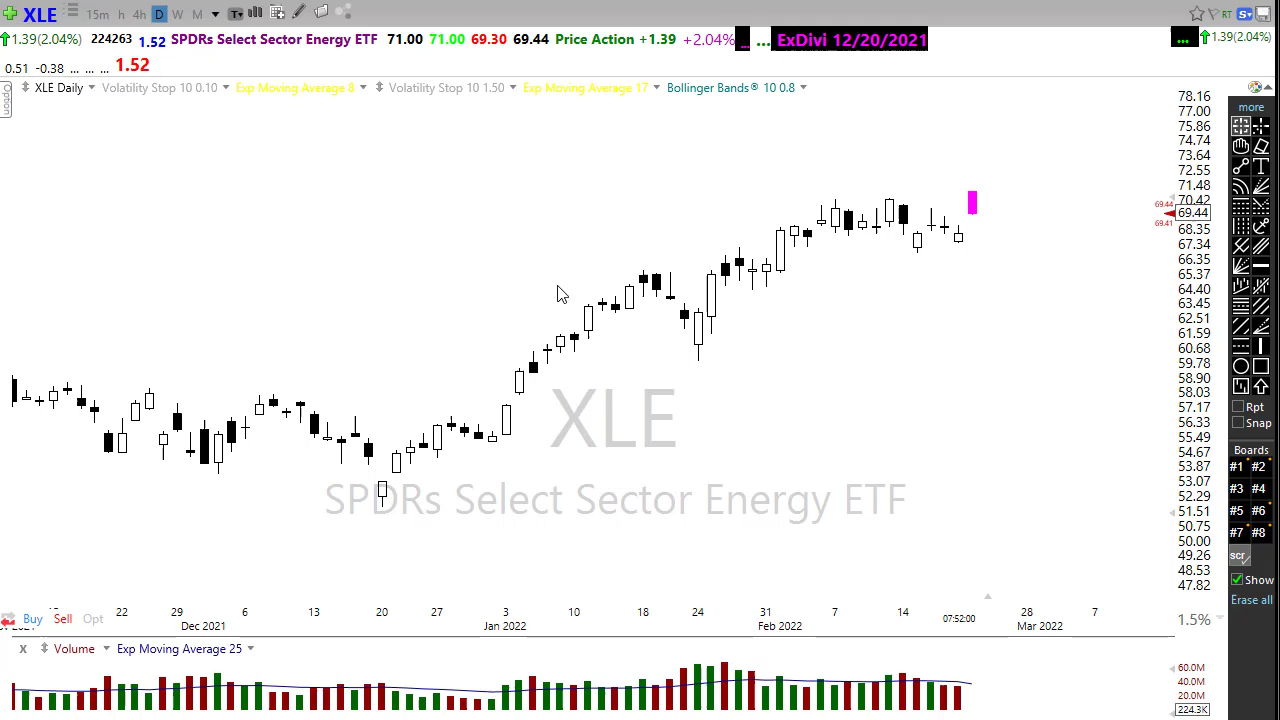 XLE 15m h 4h D W M T RT S
1.39(2.04%) 224263 1.52 SPDRs Select Sector Energy ETF 71.00 71.00 69.30 69.44 Price Action +1.39 +2.04% ... ... ExDivi 12/20/2021 ... 1.39(2.04%)
0.51 -0.38 ... ... ... 1.52
Option
XLE Daily Volatility Stop 10 0.10 Exp Moving Average 8 Volatility Stop 10 1.50 Exp Moving Average 17 Bollinger Bands® 10 0.8
78.16
77.00
75.86
74.74
73.64
72.55
71.48
70.42
69.44
69.44
69.41
68.35
67.34
66.35
65.37
64.40
63.45
62.51
61.59
60.68
59.78
58.90
58.03
57.17
56.33
55.49
54.67
53.87
53.07
52.29
51.51
50.75
50.00
49.26
48.53
47.82
XLE
SPDRs Select Sector Energy ETF
more
T
Rpt
Snap
Boards
#1 #2
#3 #4
#5 #6
#7 #8
scr
Show
Erase all
22 29 6 13 20 27 3 10 18 24 31 7 14 07:52:00 28 7
Dec 2021 Jan 2022 Feb 2022 Mar 2022
Buy Sell Opt
1.5%
X Volume Exp Moving Average 25
60.0M
40.0M
20.0M
224.3K